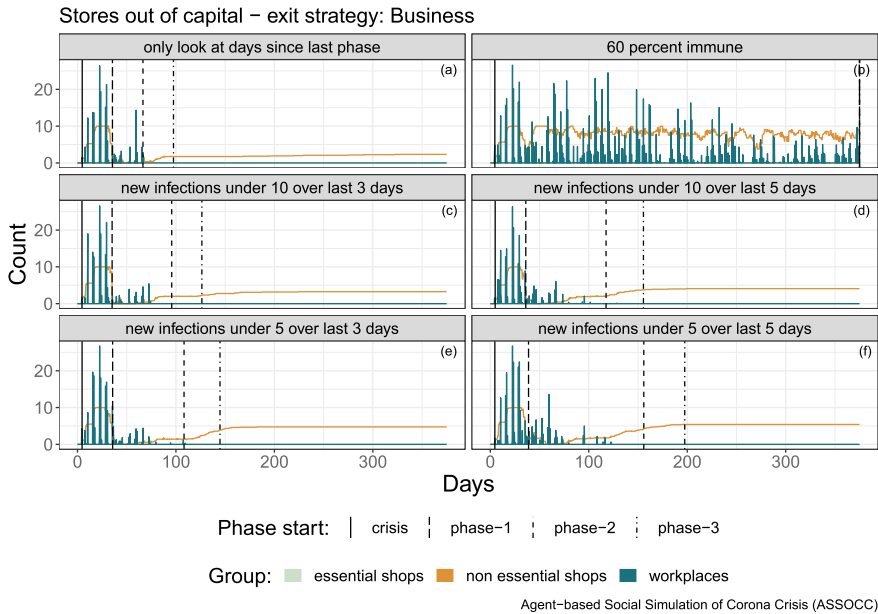 Stores out of capital − exit strategy: Business
only look at days since last phase
60 percent immune
(a)
(b)
20
10
0
new infections under 10 over last 3 days
new infections under 10 over last 5 days
(c)
(d)
20
10
0
new infections under 5 over last 3 days
new infections under 5 over last 5 days
(e)
(f)
20
10
0
Count
0 100 200 300 0 100 200 300
Days
Phase start: crisis phase−1 phase−2 phase−3
Group: essential shops non essential shops workplaces
Agent−based Social Simulation of Corona Crisis (ASSOCC)